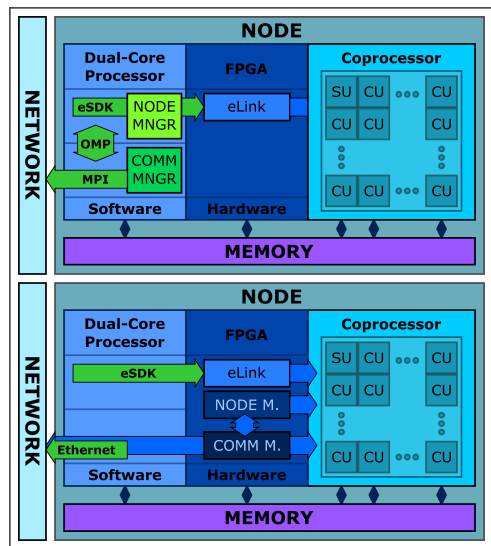 NETWORK
NODE
Dual-Core
Processor
FPGA
Coprocessor
eSDK
NODE
MNGR
eLink
SU CU CU
CU CU
OMP
COMM
MNGR
MPI
CU CU CU
Software
Hardware
MEMORY
NETWORK
NODE
Dual-Core
Processor
FPGA
Coprocessor
eSDK
eLink
SU CU CU
NODE M.
CU CU
Ethernet
COMM M.
CU CU CU
Software
Hardware
MEMORY